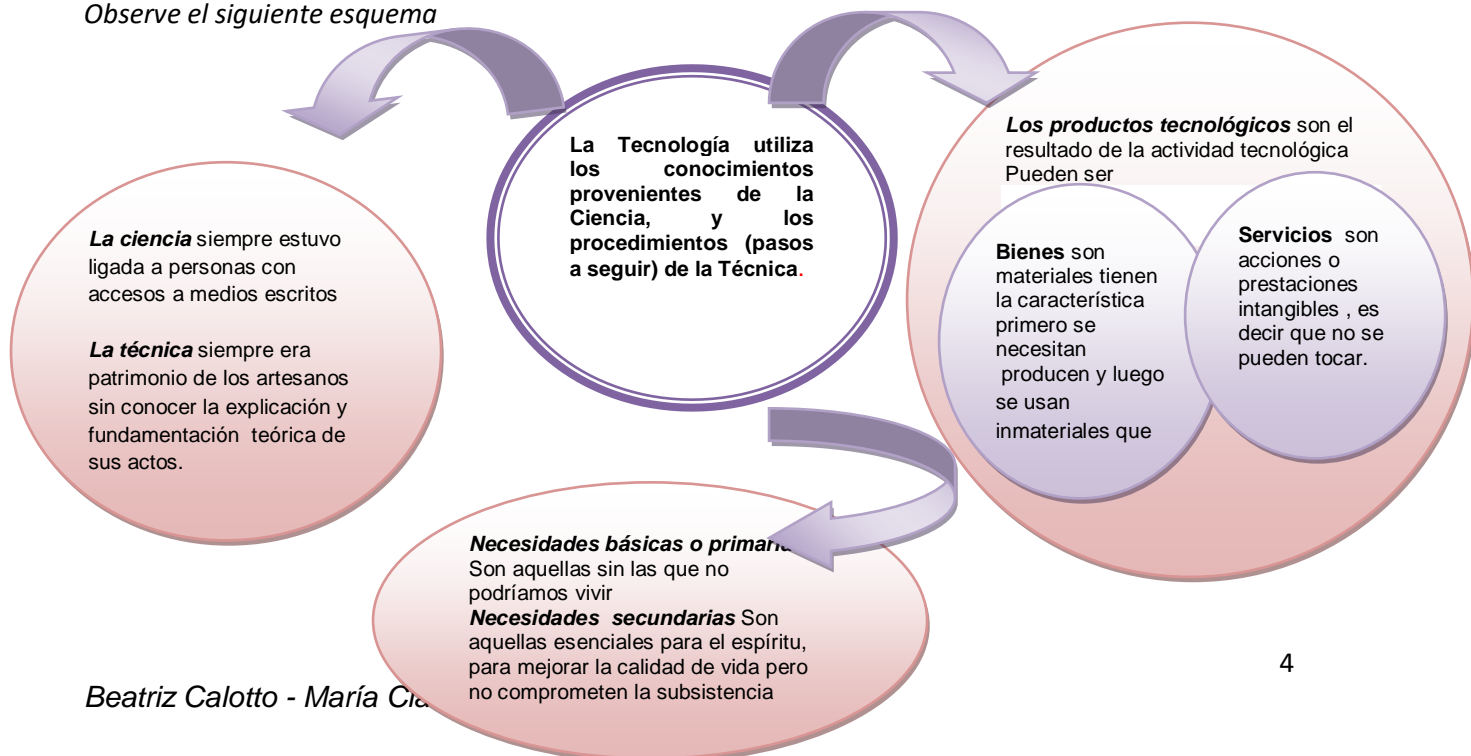 Observe el siguiente esquema
La Tecnología utiliza
los conocimientos
provenientes de la
Ciencia, y los
procedimientos (pasos
a seguir) de la Técnica.
La ciencia siempre estuvo
ligada a personas con
accesos a medios escritos
La técnica siempre era
patrimonio de los artesanos
sin conocer la explicación y
fundamentación teórica de
sus actos.
Los productos tecnológicos son el
resultado de la actividad tecnológica
Pueden ser
Bienes son
materiales tienen
la característica
primero se
necesitan
producen y luego
se usan
inmateriales que
Servicios son
acciones o
prestaciones
intangibles , es
decir que no se
pueden tocar.
Necesidades básicas o
Son aquellas sin las que no
podríamos vivir
Necesidades secundarias Son
aquellas esenciales para el espíritu,
para mejorar la calidad de vida pero
no comprometen la subsistencia
4
Beatriz Calotto - María